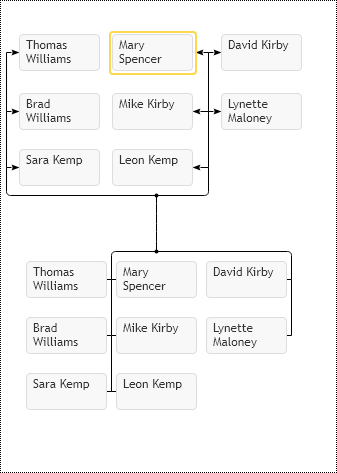 Thomas
Williams
Mary
Spencer
David Kirby
Brad
Williams
Mike Kirby
Lynette
Maloney
Sara Kemp
Leon Kemp
Thomas
Williams
Mary
Spencer
David Kirby
Brad
Williams
Mike Kirby
Lynette
Maloney
Sara Kemp
Leon Kemp